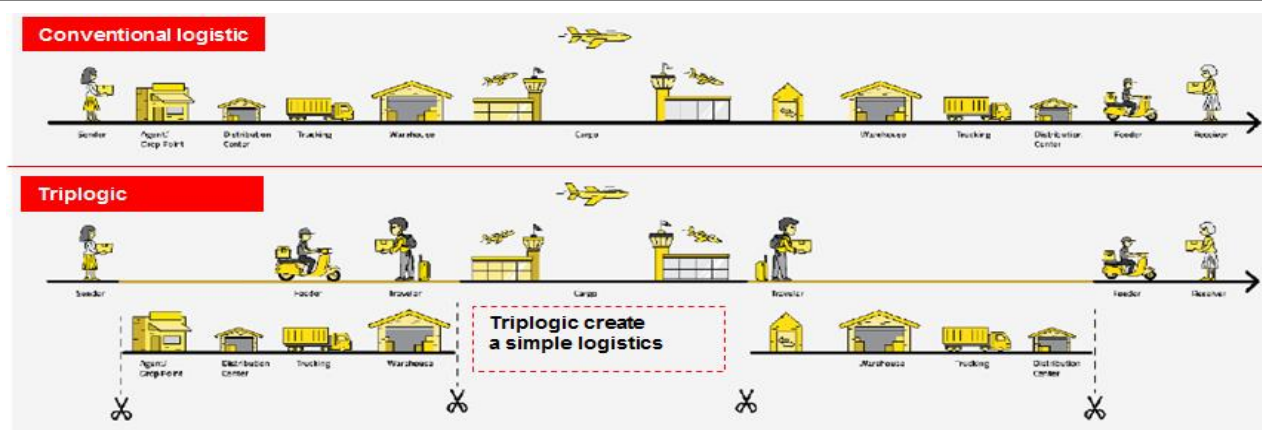 Conventional logistic
Sender
Agent/
Drop Point
Distribution
Center
Trucking
Warehouse
Cargo
Warehouse
Trucking
Distribution
Center
Feeder
Receiver
Triplogic
Sender
Feeder
Traveler
Cargo
Traveler
Feeder
Receiver
Triplogic create
a simple logistics
Agent/
Drop Point
Distribution
Center
Trucking
Warehouse
Warehouse
Trucking
Distribution
Center